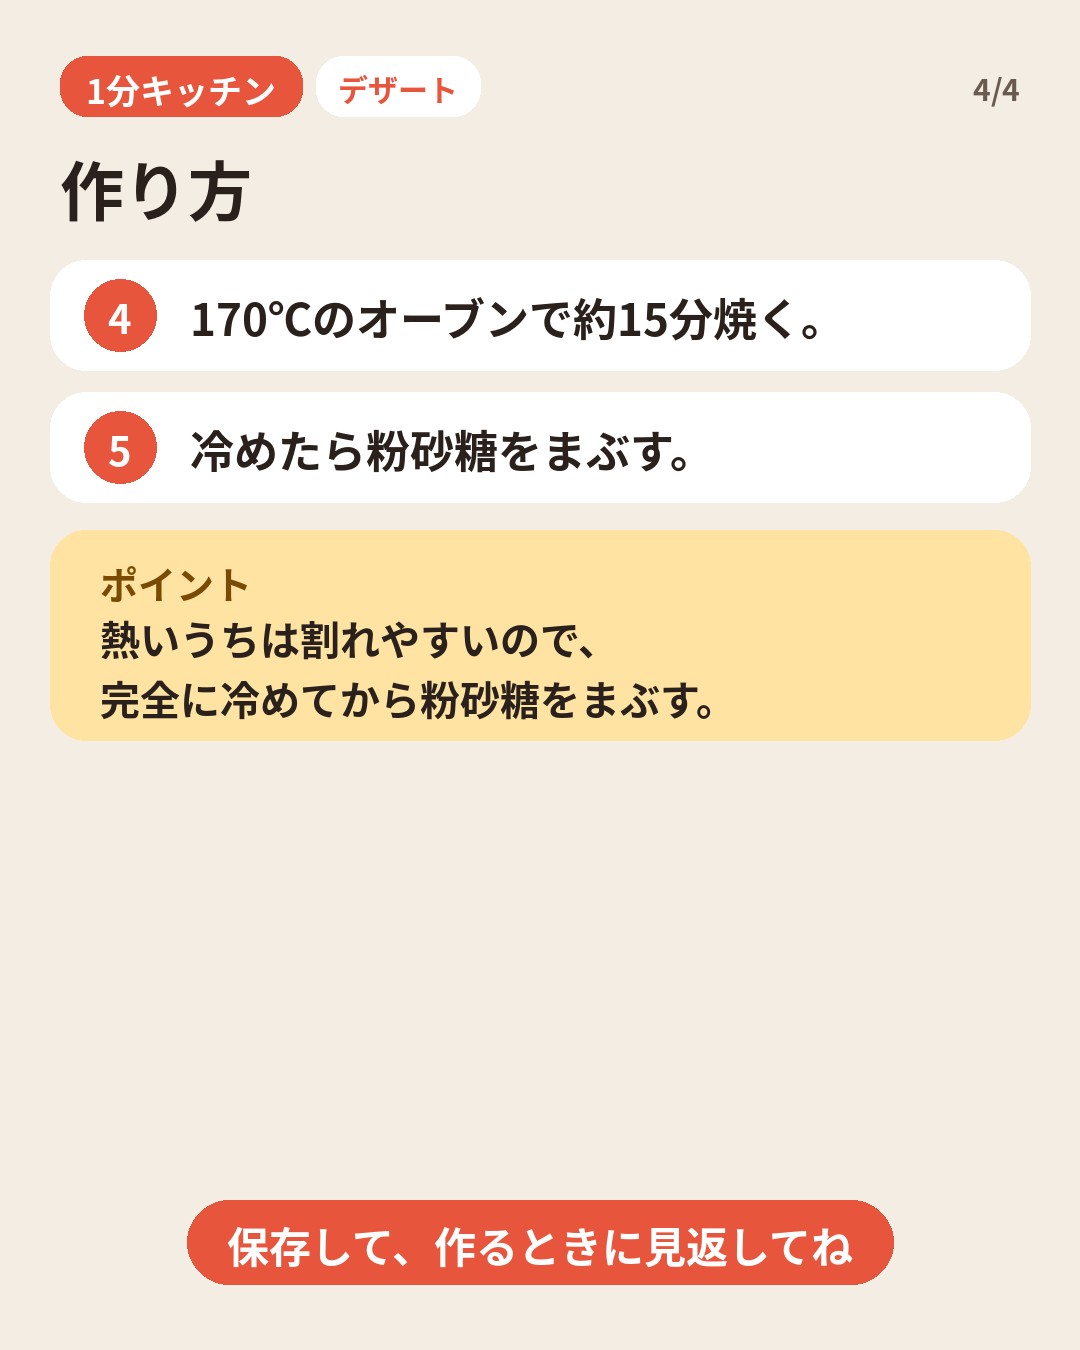 1分キッチン デザート 4/4
作り方
4 170℃のオーブンで約15分焼く。
5 冷めたら粉砂糖をまぶす。
ポイント
熱いうちは割れやすいので、
完全に冷めてから粉砂糖をまぶす。
保存して、作るときに見返してね